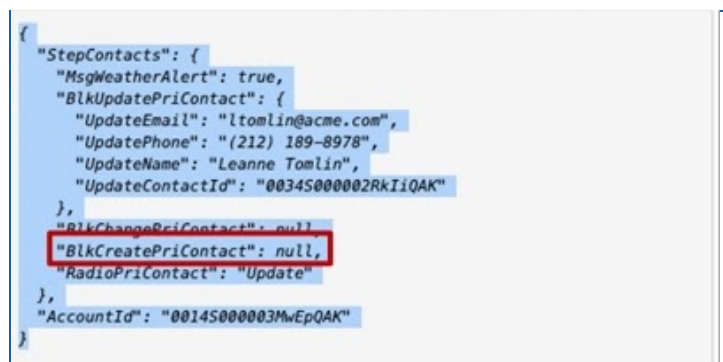 {
"StepContacts": {
"MsgWeatherAlert": true,
"BlkUpdatePriContact": {
"UpdateEmail": "ltomlin@acme.com",
"UpdatePhone": "(212) 189-8978",
"UpdateName": "Leanne Tomlin",
"UpdateContactId": "0034S000002RkIiQAK"
},
"BlkChangePriContact": null,
"BlkCreatePriContact": null,
"RadioPriContact": "Update"
},
"AccountId": "0014S000003MwEpQAK"
}